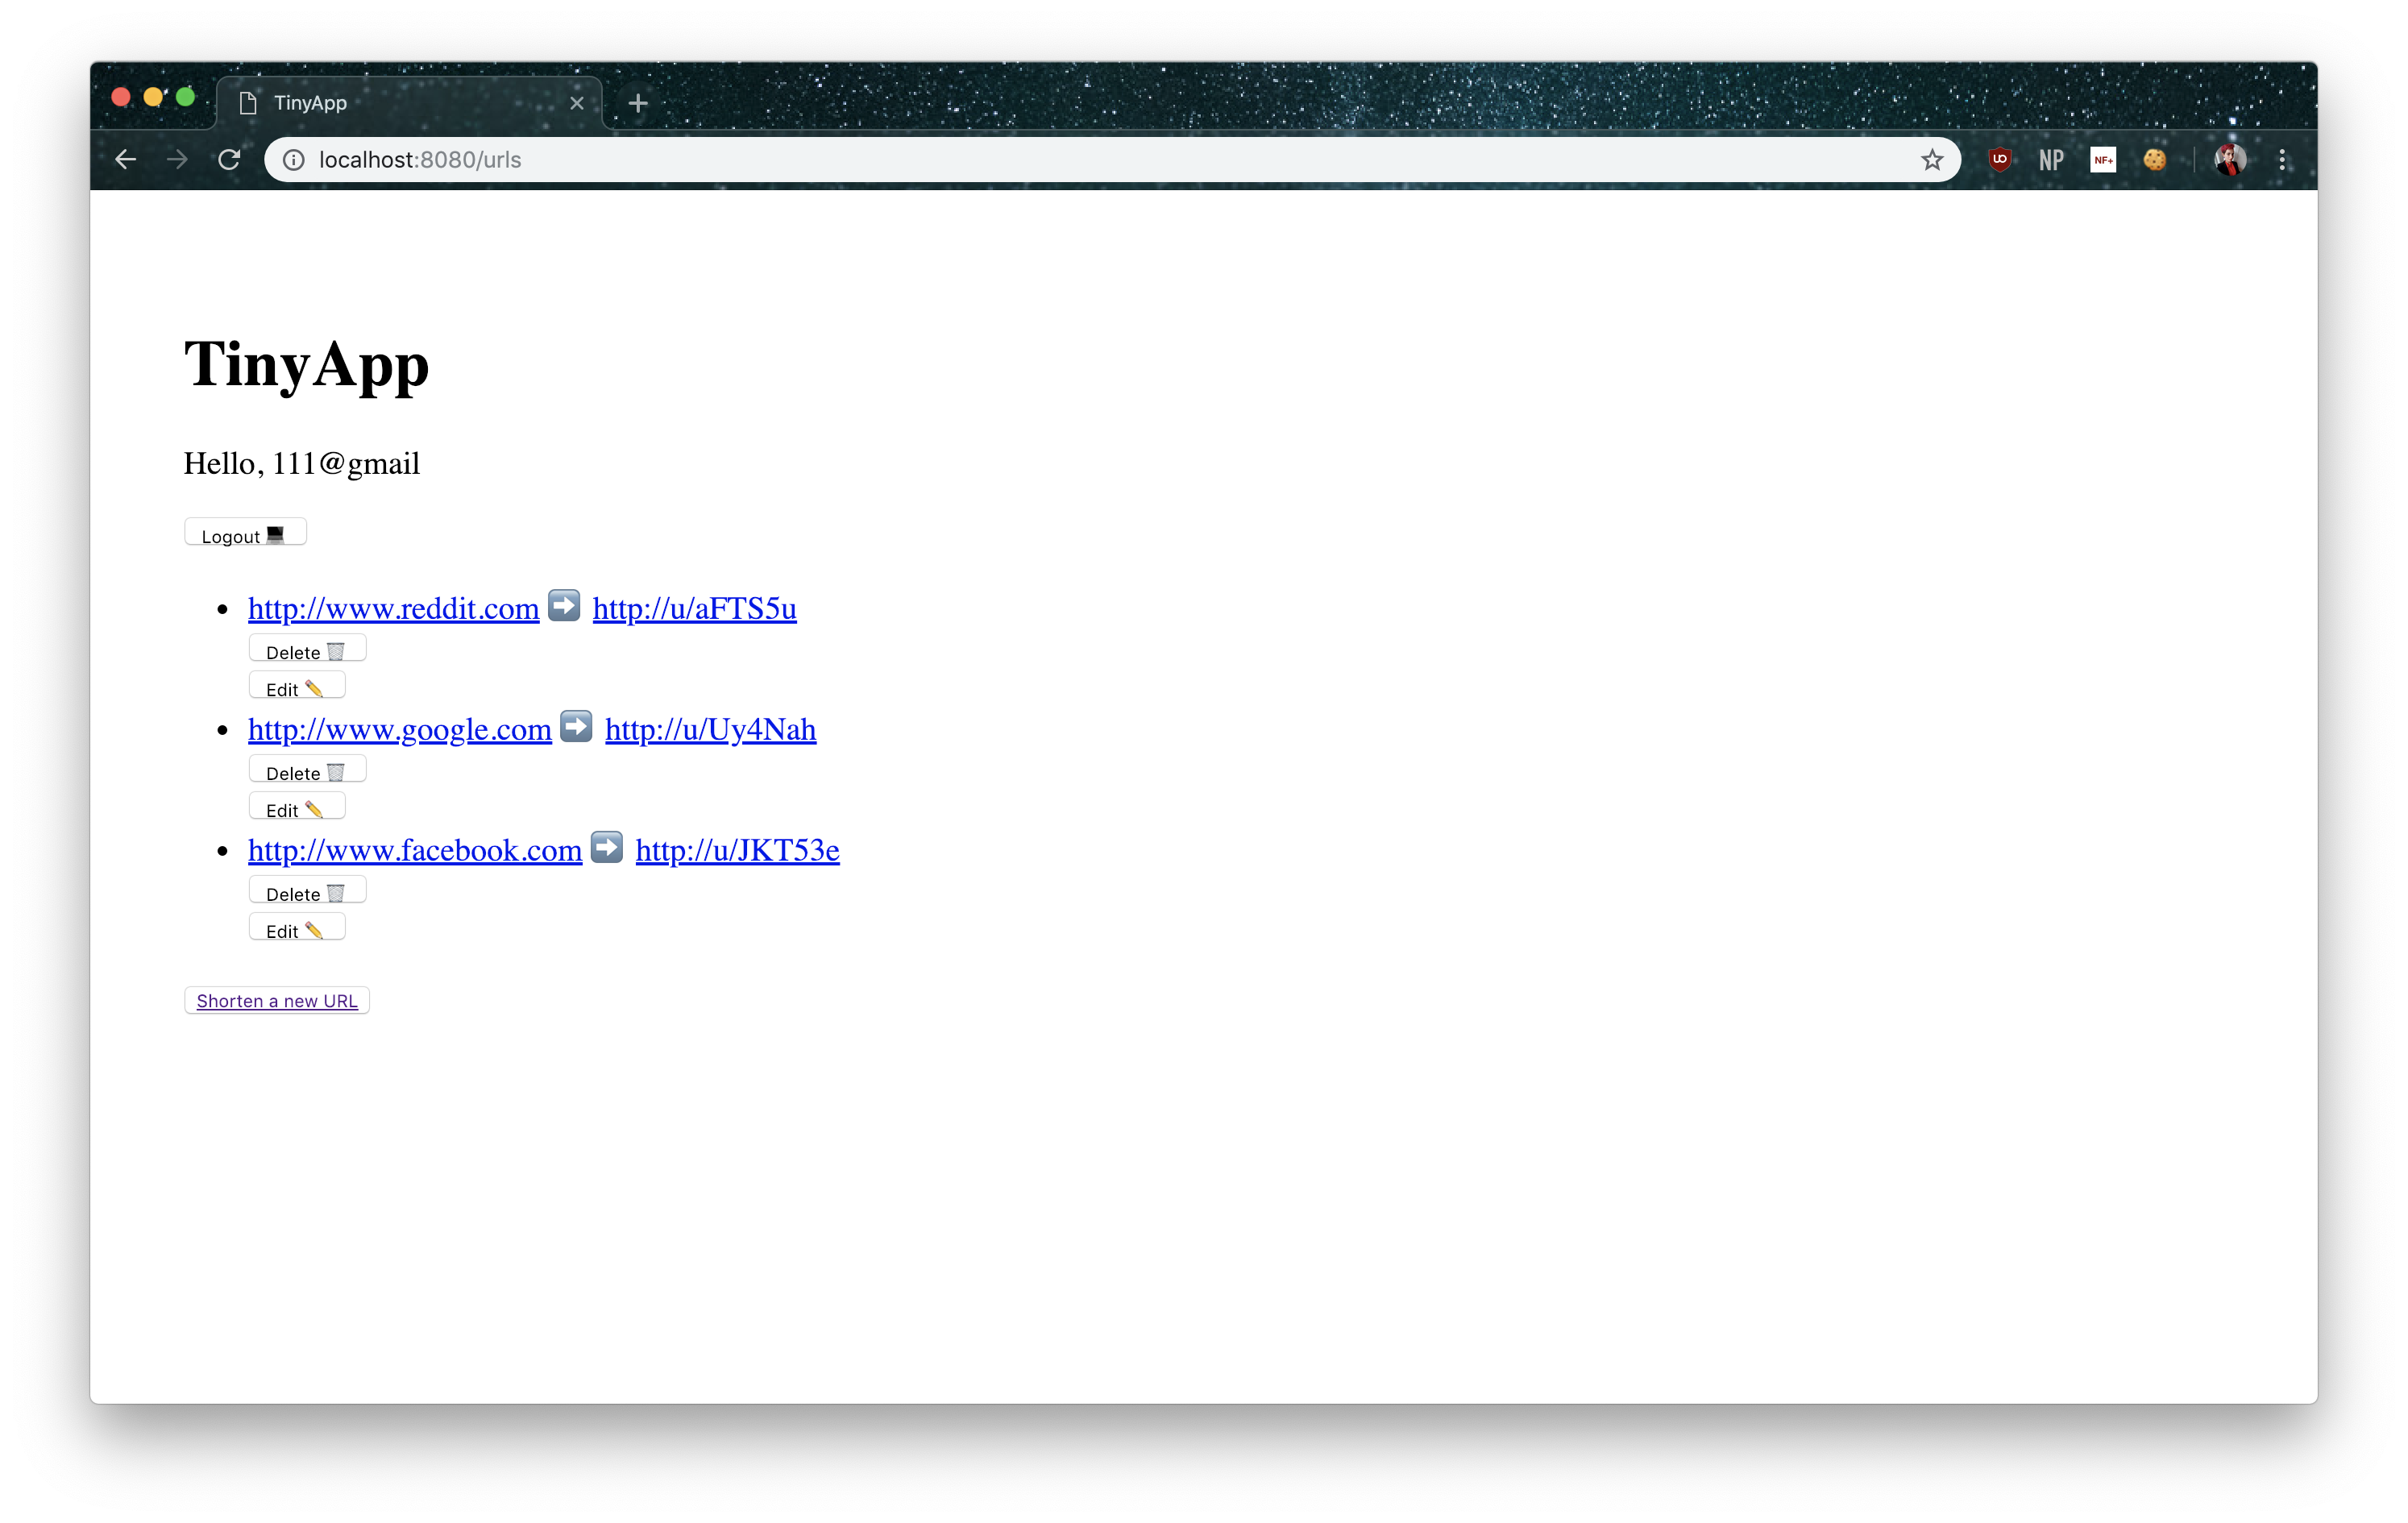 TinyApp
localhost:8080/urls
NP
NF+
TinyApp
Hello, 111@gmail
Logout 💻
http://www.reddit.com ➡️ http://u/aFTS5u
Delete 🗑️
Edit ✏️
http://www.google.com ➡️ http://u/Uy4Nah
Delete 🗑️
Edit ✏️
http://www.facebook.com ➡️ http://u/JKT53e
Delete 🗑️
Edit ✏️
Shorten a new URL